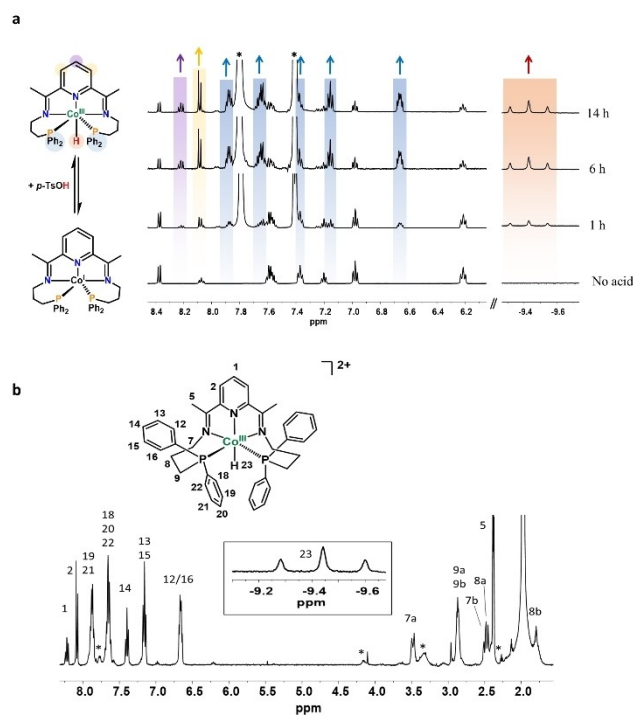 a
N
N
Co^III
N
P
Ph2
H
P
Ph2
+ p-TsOH
N
N
Co^I
N
P
Ph2
P
Ph2
*
*
14 h
6 h
1 h
No acid
8.4 8.2 8.0 7.8 7.6 7.4 7.2 7.0 6.8 6.6 6.4 6.2 // -9.4 -9.6
ppm ppm
b
2+
1
2
5
13
14
12
15
16
7
8
9
N
N
Co^III
N
P
H
P
23
18
22
19
21
20
1
2
19
21
*
18
20
22
14
13
15
12/16
23
-9.2 -9.4 -9.6
ppm
*
7a
*
9a
9b
7b
8a
*
5
8b
8.0 7.5 7.0 6.5 6.0 5.5 5.0 4.5 4.0 3.5 3.0 2.5 2.0
ppm